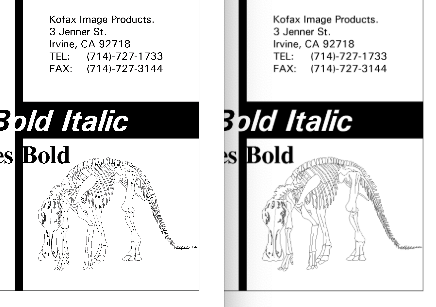 Kofax Image Products.
3 Jenner St.
Irvine, CA 92718
TEL: (714)-727-1733
FAX: (714)-727-3144
Bold Italic
es Bold
Kofax Image Products.
3 Jenner St.
Irvine, CA 92718
TEL: (714)-727-1733
FAX: (714)-727-3144
Bold Italic
es Bold